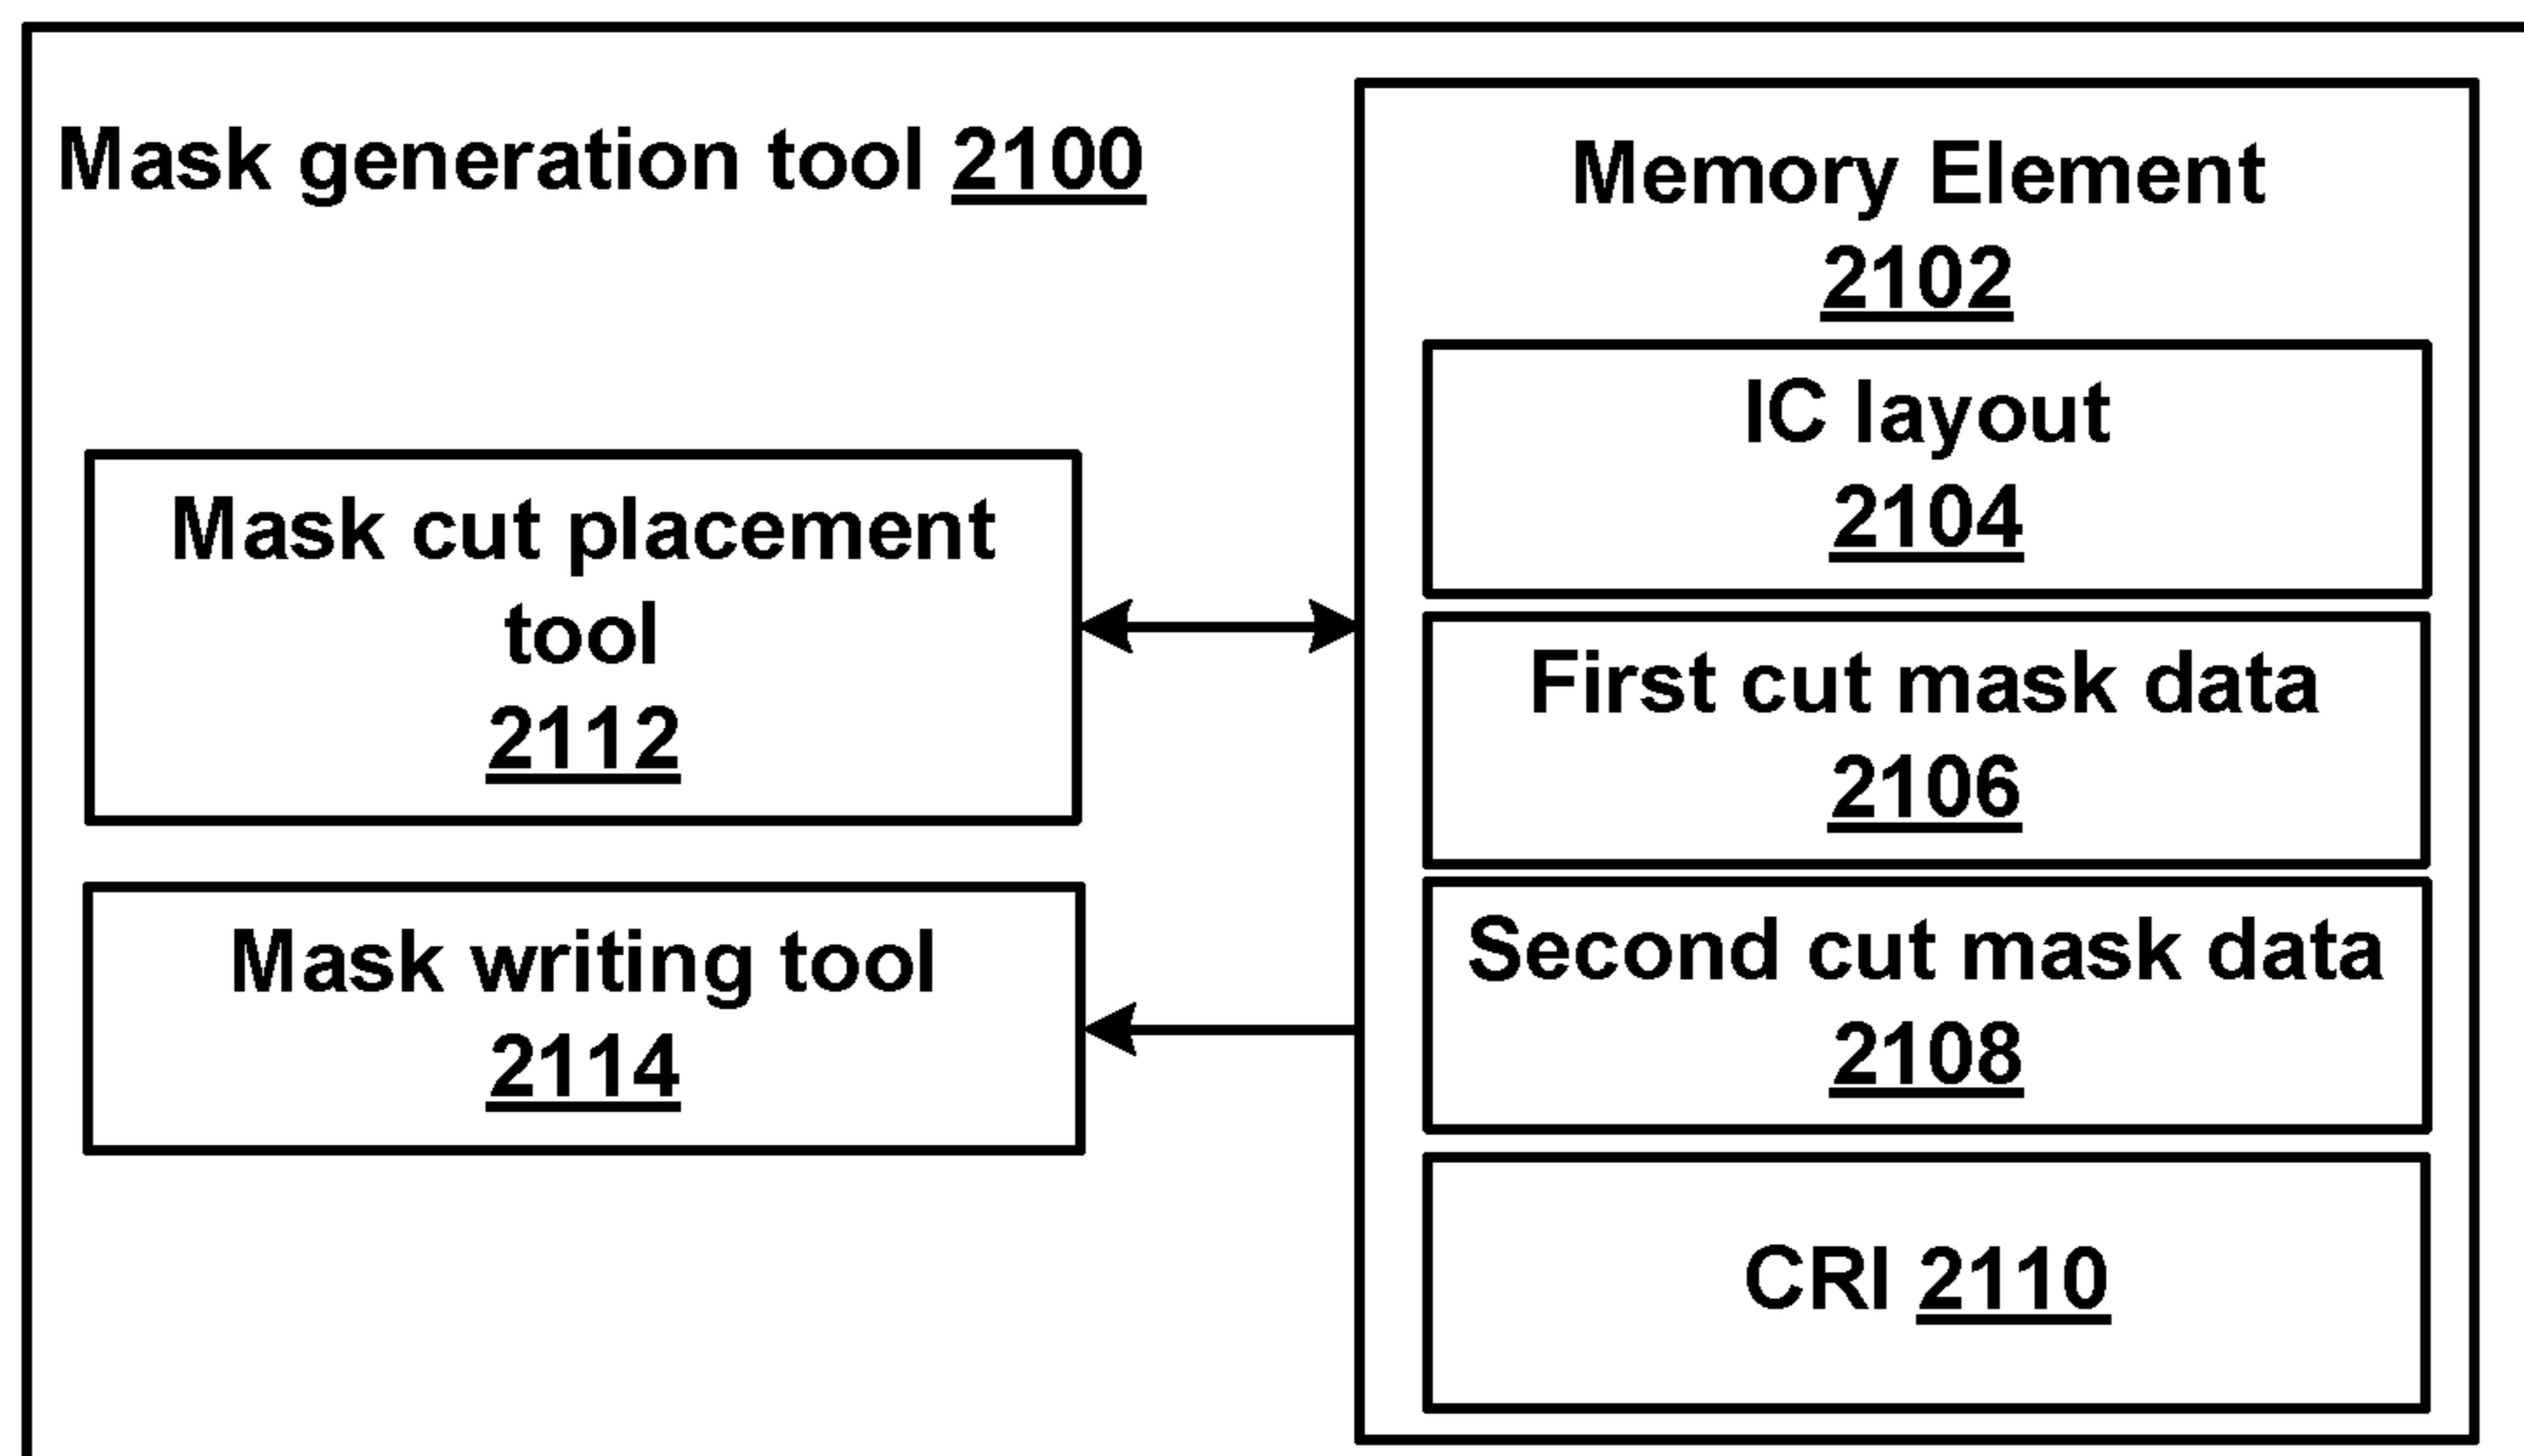 Mask generation tool 2100
Mask cut placement
tool
2112
Mask writing tool
2114
Memory Element
2102
IC layout
2104
First cut mask data
2106
Second cut mask data
2108
CRI 2110